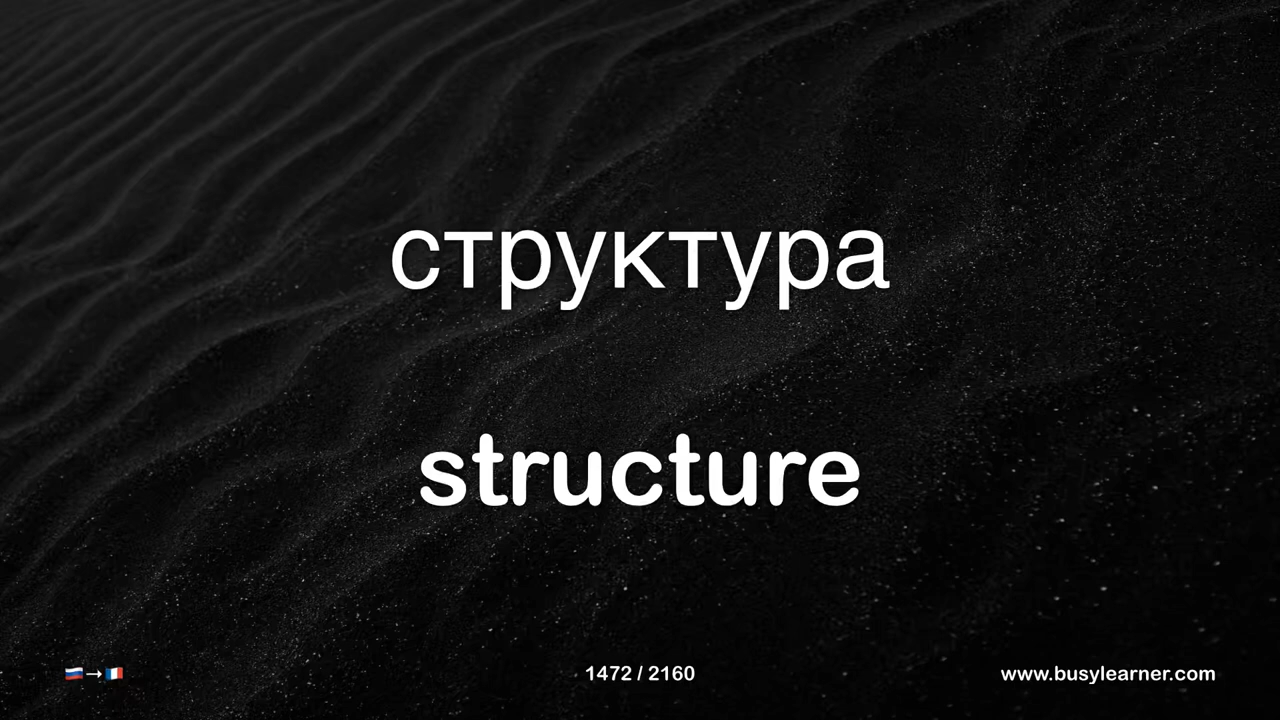 структура
structure
🇷🇺→🇫🇷
1472 / 2160
www.busylearner.com